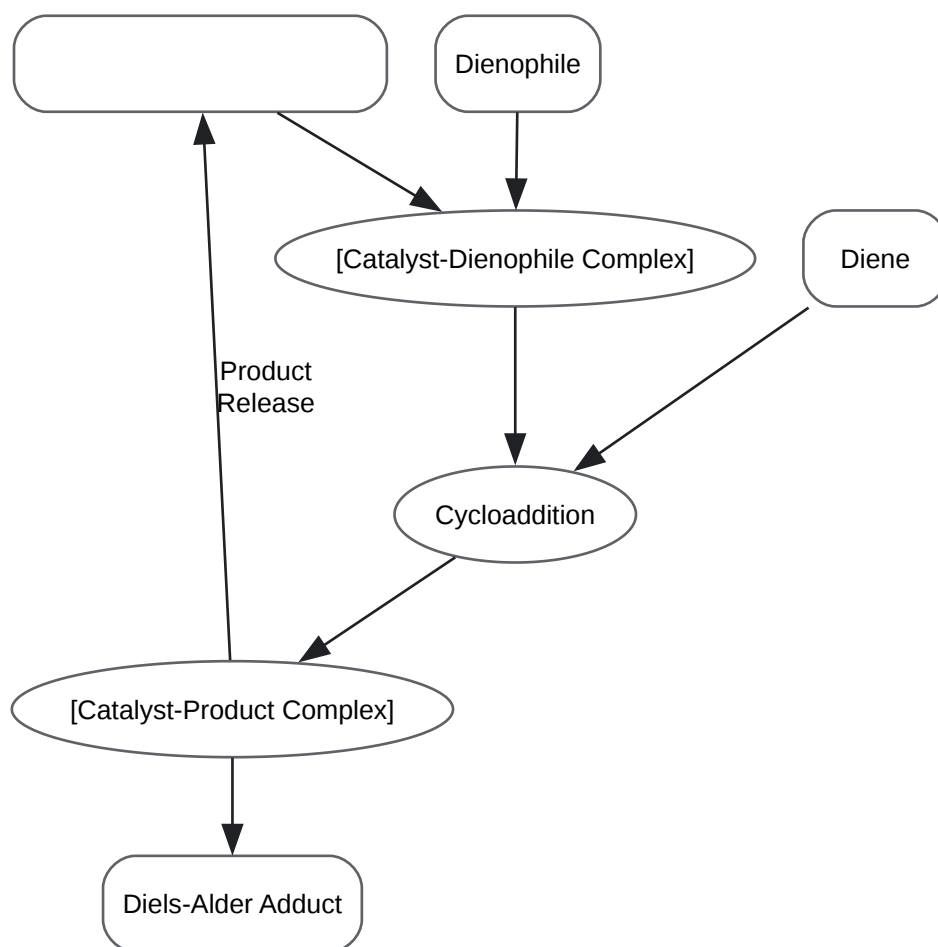 Dienophile
[Catalyst-Dienophile Complex]
Diene
Product
Release
Cycloaddition
[Catalyst-Product Complex]
Diels-Alder Adduct